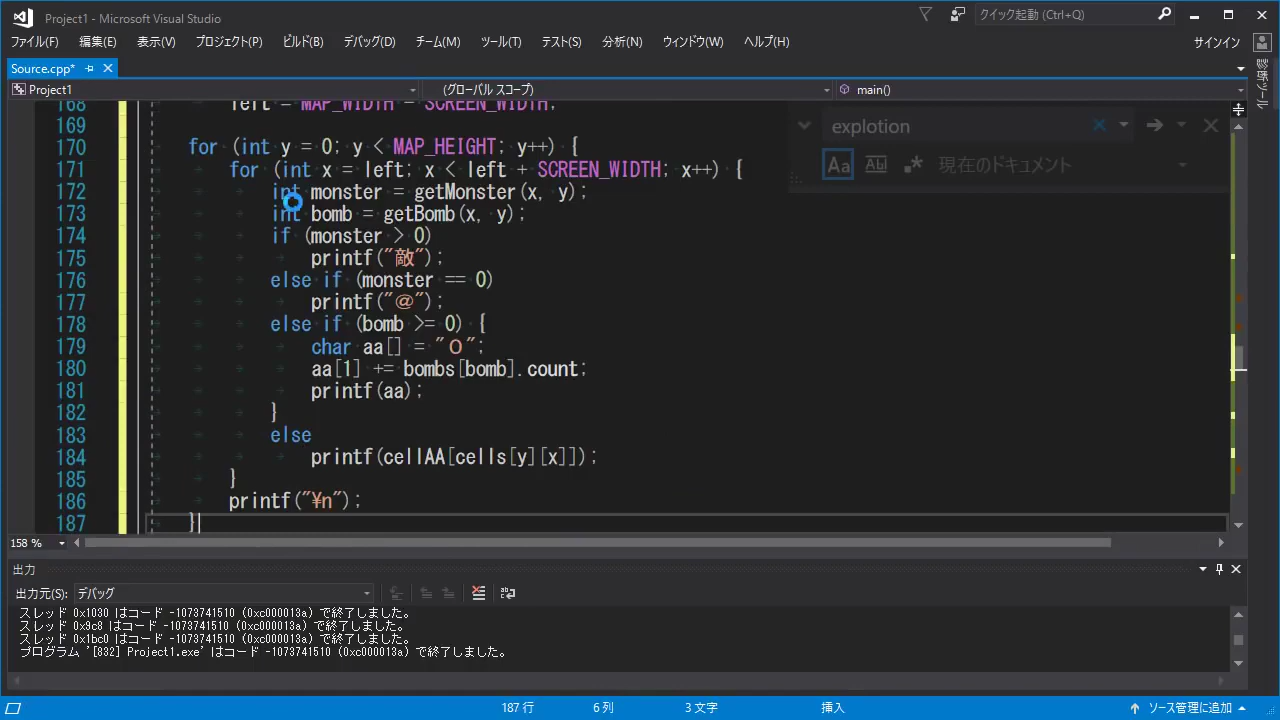 Project1 - Microsoft Visual Studio
クイック起動 (Ctrl+Q)
ファイル(F) 編集(E) 表示(V) プロジェクト(P) ビルド(B) デバッグ(D) チーム(M) ツール(T) テスト(S) 分析(N) ウィンドウ(W) ヘルプ(H)
サインイン
Source.cpp*
診断ツール
Project1 (グローバル スコープ) main()
explotion
Aa Ab 現在のドキュメント
168 left = MAP_WIDTH - SCREEN_WIDTH;
169
170 for (int y = 0; y < MAP_HEIGHT; y++) {
171 for (int x = left; x < left + SCREEN_WIDTH; x++) {
172 int monster = getMonster(x, y);
173 int bomb = getBomb(x, y);
174 if (monster > 0)
175 printf("敵");
176 else if (monster == 0)
177 printf("＠");
178 else if (bomb >= 0) {
179 char aa[] = "０";
180 aa[1] += bombs[bomb].count;
181 printf(aa);
182 }
183 else
184 printf(cellAA[cells[y][x]]);
185 }
186 printf("¥n");
187 }
158 %
出力
出力元(S): デバッグ
スレッド 0x1030 はコード -1073741510 (0xc000013a) で終了しました。
スレッド 0x9c8 はコード -1073741510 (0xc000013a) で終了しました。
スレッド 0x1bc0 はコード -1073741510 (0xc000013a) で終了しました。
プログラム '[832] Project1.exe' はコード -1073741510 (0xc000013a) で終了しました。
187 行 6 列 3 文字 挿入 ソース管理に追加